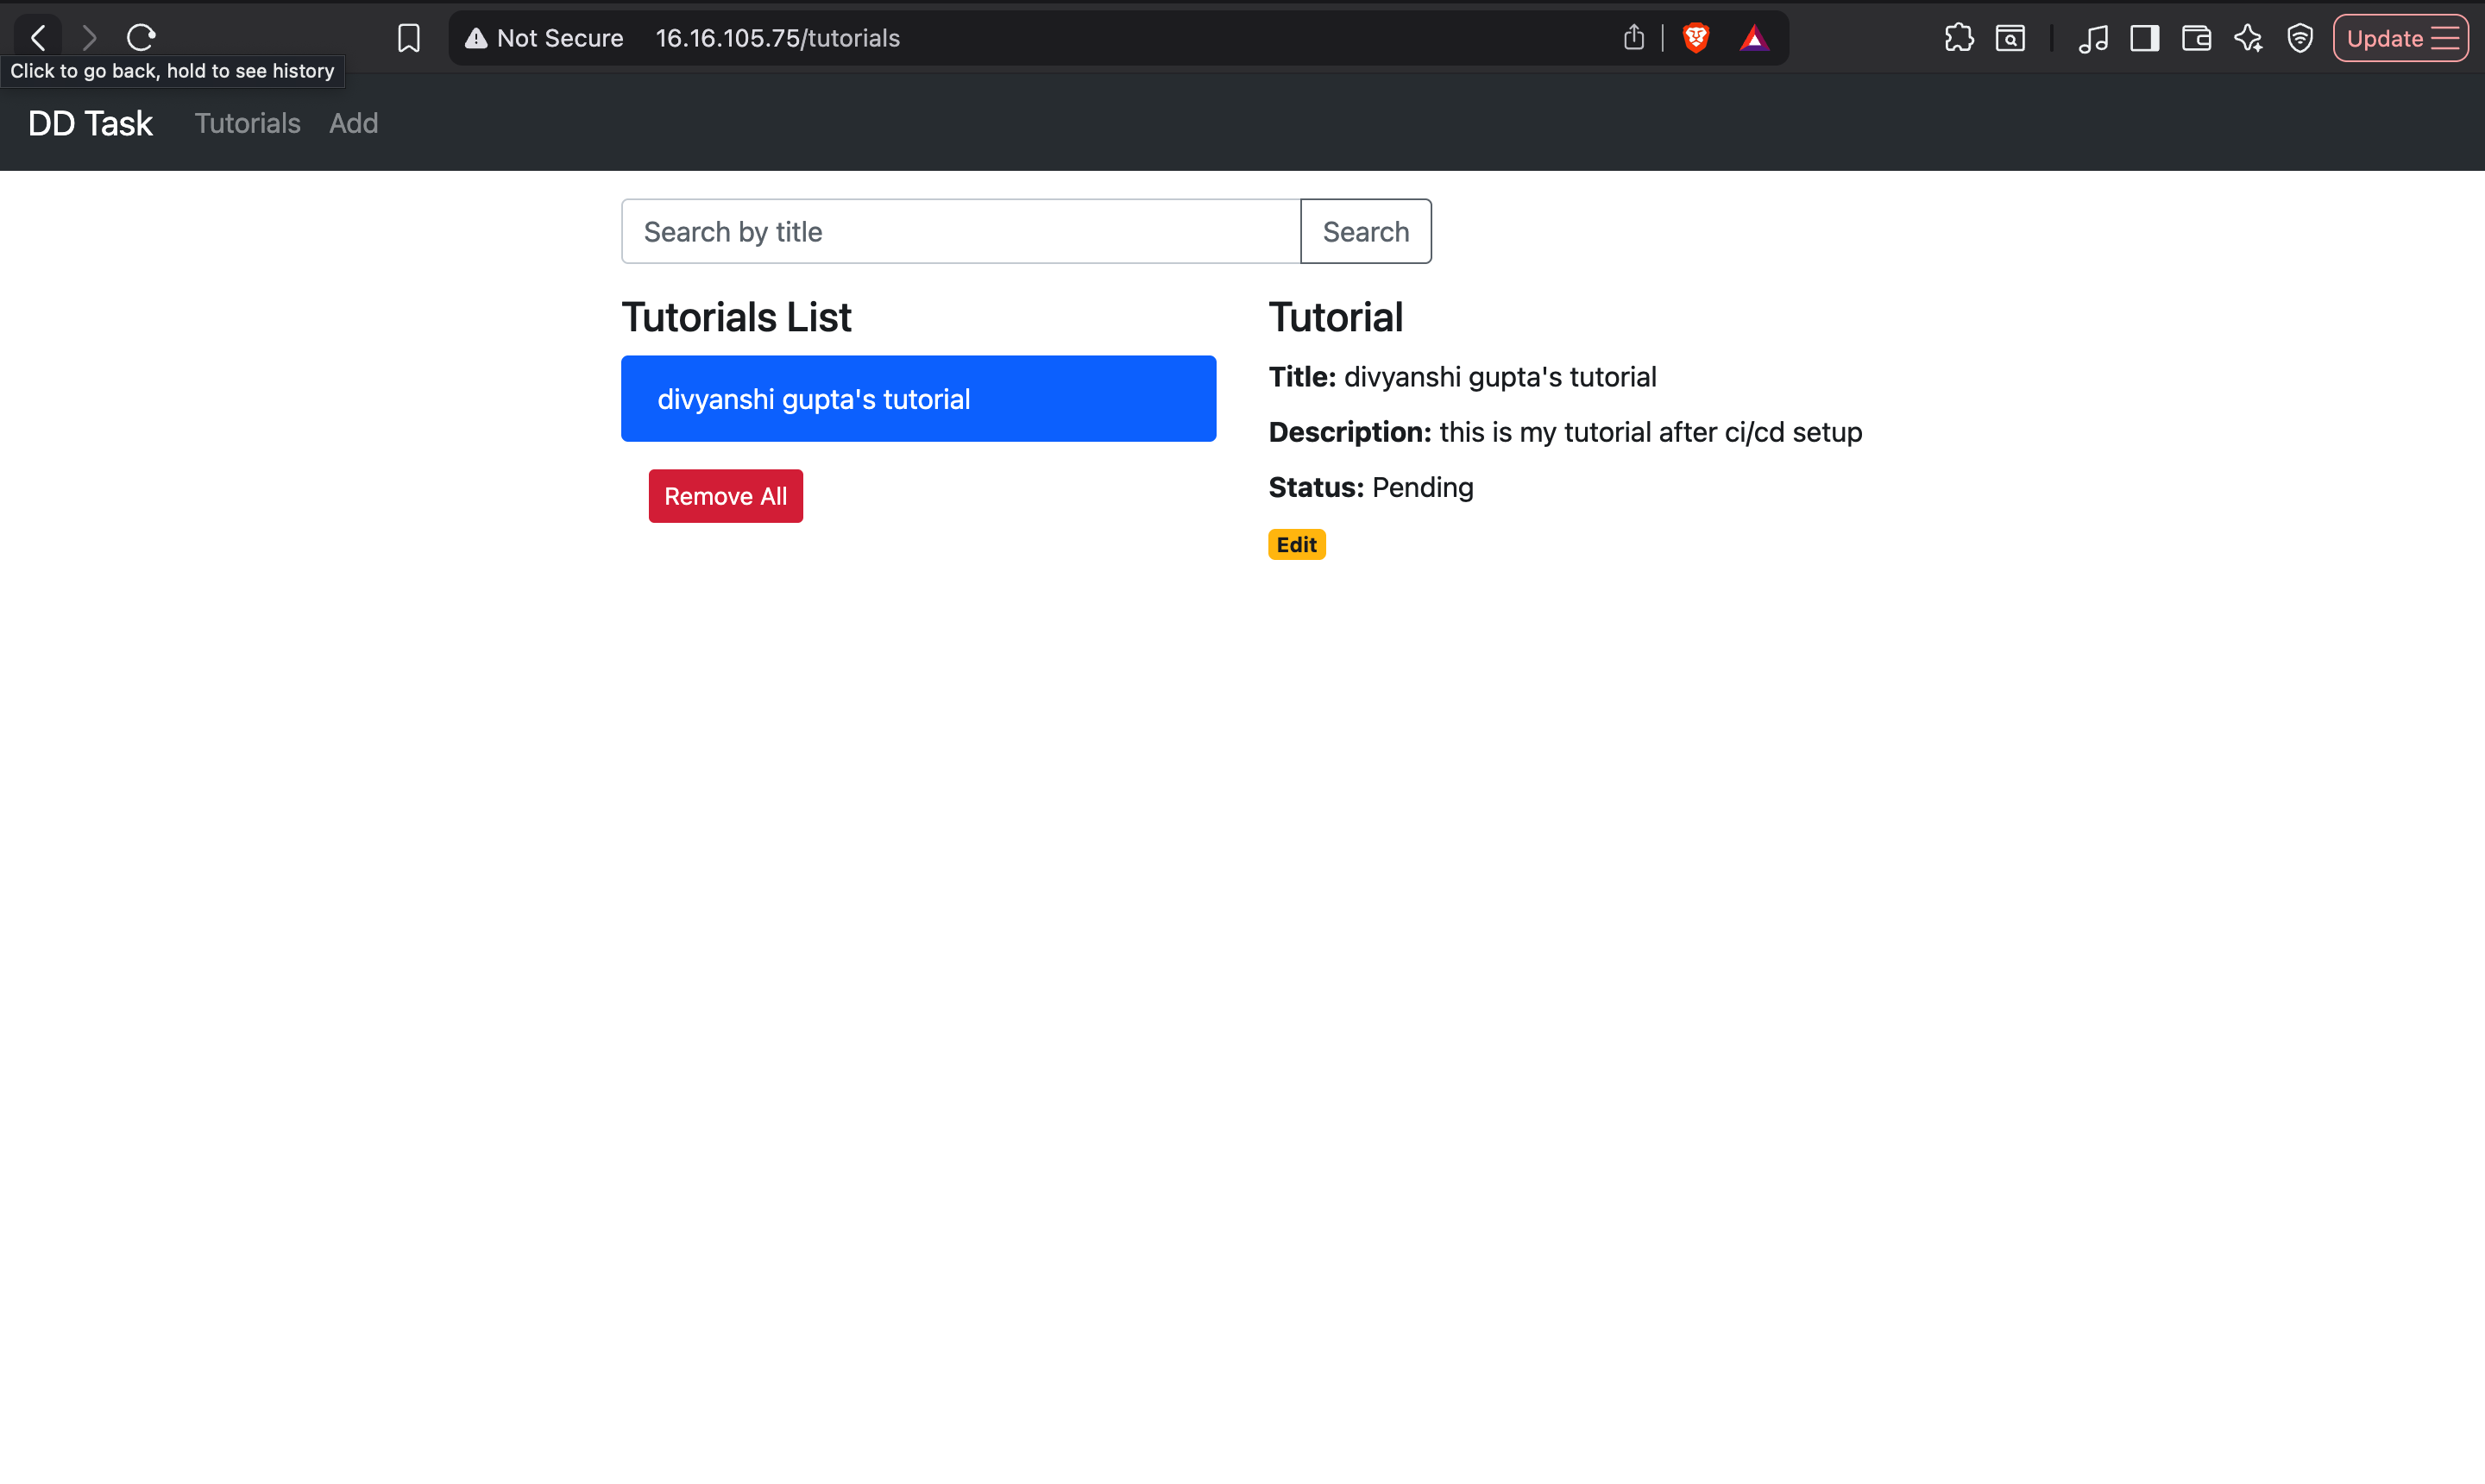 Not Secure 16.16.105.75/tutorials Update
Click to go back, hold to see history
DD Task Tutorials Add
Search by title Search
Tutorials List
divyanshi gupta's tutorial
Remove All
Tutorial
Title: divyanshi gupta's tutorial
Description: this is my tutorial after ci/cd setup
Status: Pending
Edit